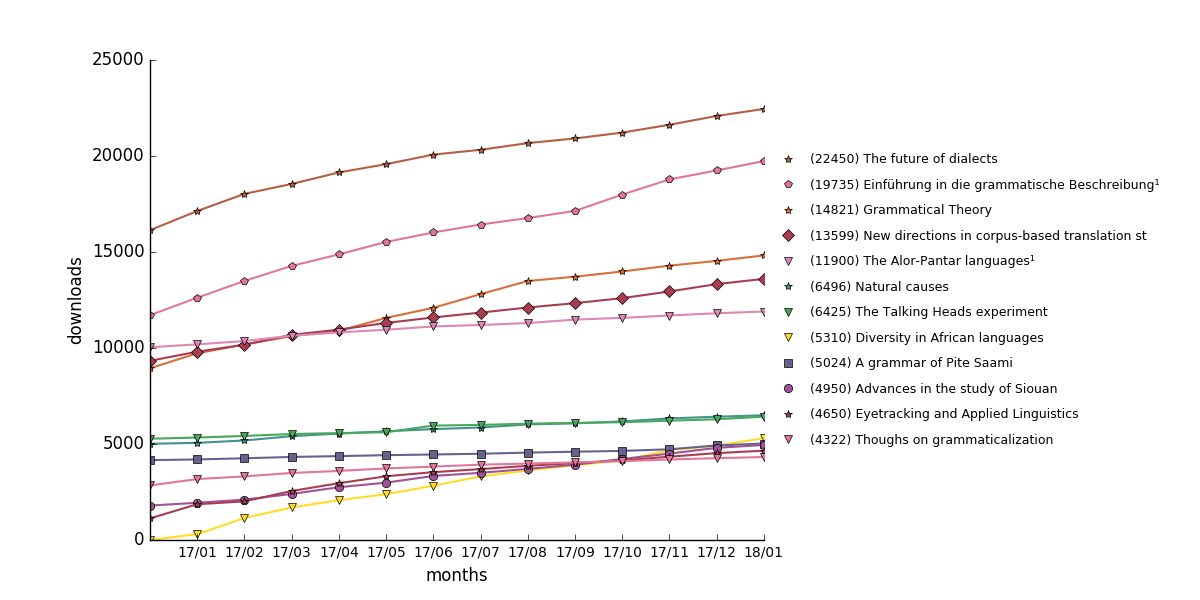 25000
20000
15000
10000
5000
0
downloads
17/01 17/02 17/03 17/04 17/05 17/06 17/07 17/08 17/09 17/10 17/11 17/12 18/01
months
(22450) The future of dialects
(19735) Einführung in die grammatische Beschreibung¹
(14821) Grammatical Theory
(13599) New directions in corpus-based translation st
(11900) The Alor-Pantar languages¹
(6496) Natural causes
(6425) The Talking Heads experiment
(5310) Diversity in African languages
(5024) A grammar of Pite Saami
(4950) Advances in the study of Siouan
(4650) Eyetracking and Applied Linguistics
(4322) Thoughs on grammaticalization